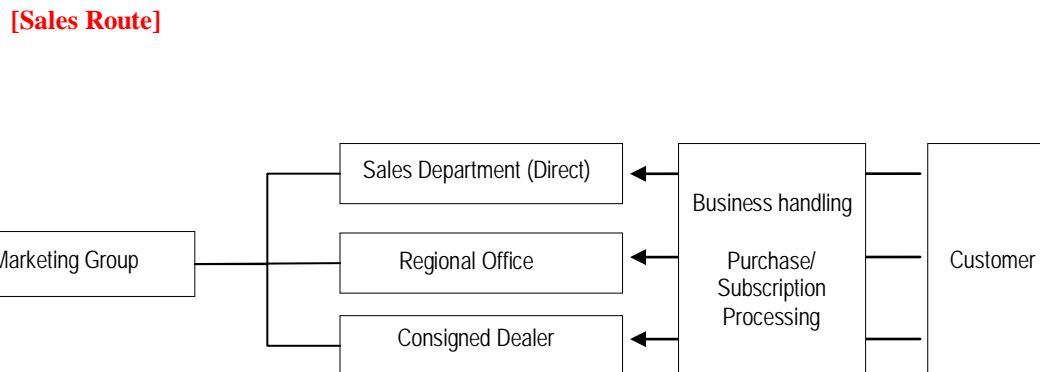 [Sales Route]
Sales Department (Direct)
Business handling
Marketing Group
Regional Office
Purchase/
Subscription
Processing
Customer
Consigned Dealer